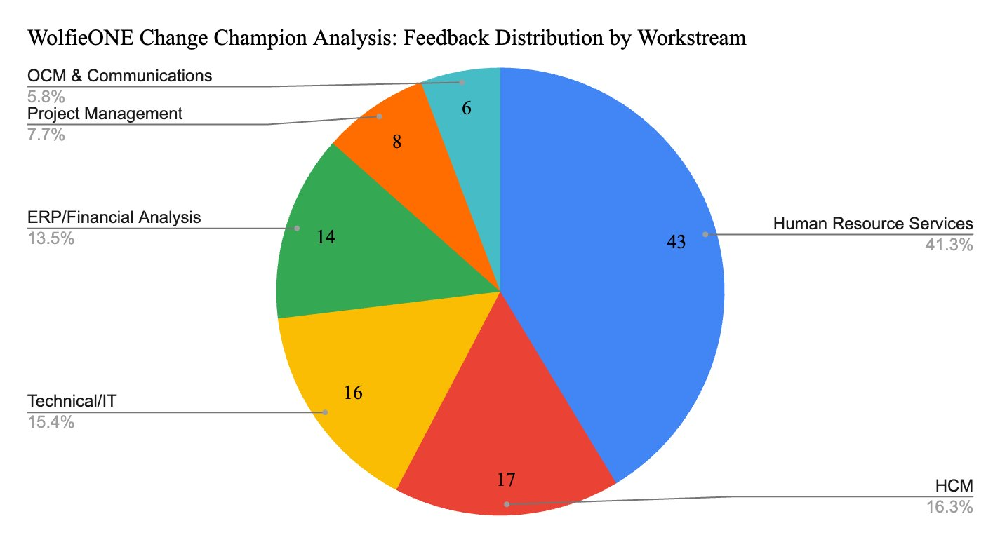 WolfieONE Change Champion Analysis: Feedback Distribution by Workstream
OCM & Communications
5.8%
Project Management
7.7%
ERP/Financial Analysis
13.5%
Technical/IT
15.4%
6
8
14
16
17
43
Human Resource Services
41.3%
HCM
16.3%